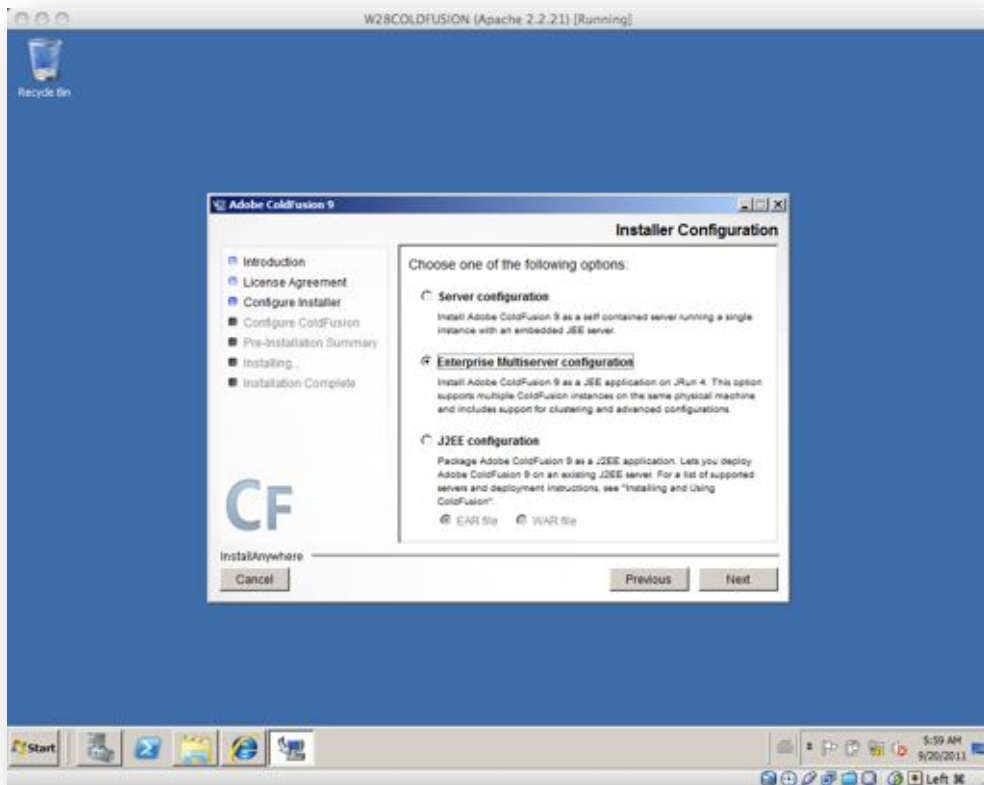 W28COLDFUSION (Apache 2.2.21) [Running]
Recycle Bin
Adobe ColdFusion 9
Installer Configuration
Introduction
License Agreement
Configure Installer
Configure ColdFusion
Pre-Installation Summary
Installing...
Installation Complete
CF
Choose one of the following options:
Server configuration
Install Adobe ColdFusion 9 as a self contained server running a single
instance with an embedded JEE server.
Enterprise Multiserver configuration
Install Adobe ColdFusion 9 as a JEE application on JRun 4. This option
supports multiple ColdFusion instances on the same physical machine
and includes support for clustering and advanced configurations.
J2EE configuration
Package Adobe ColdFusion 9 as a J2EE application. Lets you deploy
Adobe ColdFusion 9 on an existing J2EE server. For a list of supported
servers and deployment instructions, see "Installing and Using
ColdFusion".
EAR file WAR file
InstallAnywhere
Cancel Previous Next
Start
5:59 AM
9/20/2011
Left ⌘